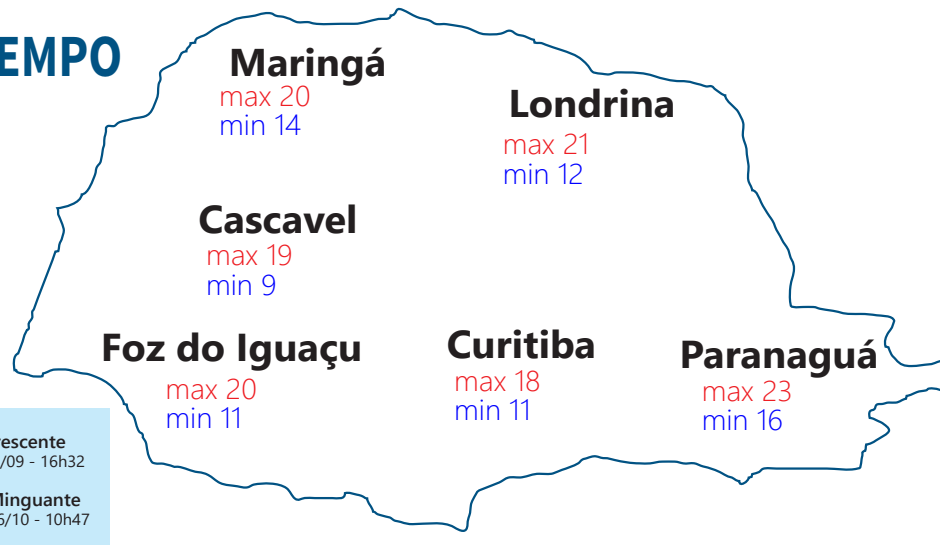 EMPO
Maringá
max 20
min 14
Londrina
max 21
min 12
Cascavel
max 19
min 9
Foz do Iguaçu
max 20
min 11
Curitiba
max 18
min 11
Paranaguá
max 23
min 16
rescente
/09 - 16h32
Minguante
6/10 - 10h47